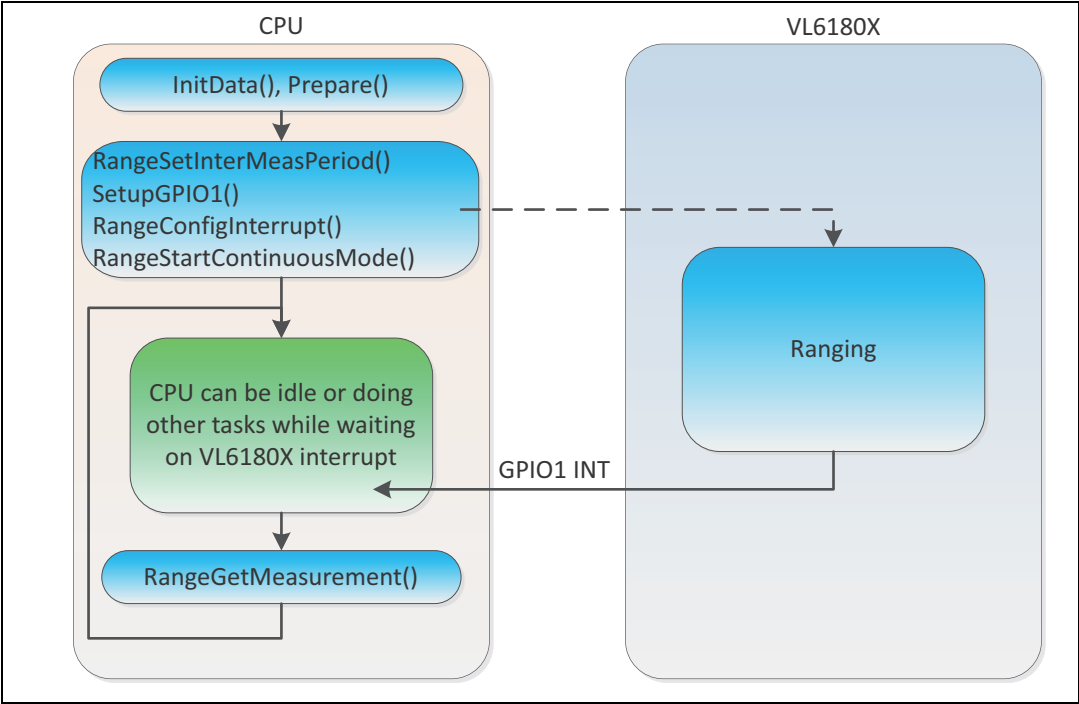 CPU
VL6180X
InitData(), Prepare()
RangeSetInterMeasPeriod()
SetupGPIO1()
RangeConfigInterrupt()
RangeStartContinuousMode()
Ranging
CPU can be idle or doing
other tasks while waiting
on VL6180X interrupt
GPIO1 INT
RangeGetMeasurement()